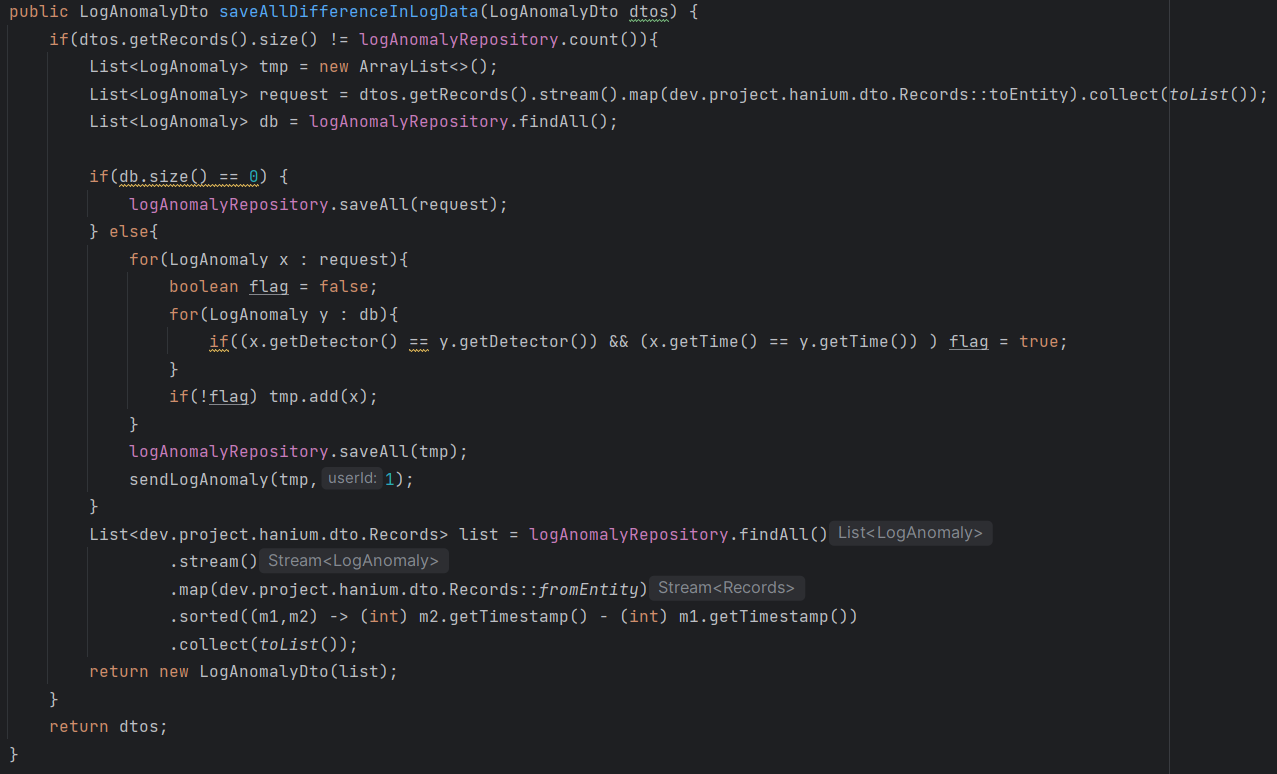 public LogAnomalyDto saveAllDifferenceInLogData(LogAnomalyDto dtos) {
    if(dtos.getRecords().size() != logAnomalyRepository.count()){
        List<LogAnomaly> tmp = new ArrayList<>();
        List<LogAnomaly> request = dtos.getRecords().stream().map(dev.project.hanium.dto.Records::toEntity).collect(toList());
        List<LogAnomaly> db = logAnomalyRepository.findAll();

        if(db.size() == 0) {
            logAnomalyRepository.saveAll(request);
        } else{
            for(LogAnomaly x : request){
                boolean flag = false;
                for(LogAnomaly y : db){
                    if((x.getDetector() == y.getDetector()) && (x.getTime() == y.getTime()) ) flag = true;
                }
                if(!flag) tmp.add(x);
            }
            logAnomalyRepository.saveAll(tmp);
            sendLogAnomaly(tmp, userId: 1);
        }
        List<dev.project.hanium.dto.Records> list = logAnomalyRepository.findAll() List<LogAnomaly>
                .stream() Stream<LogAnomaly>
                .map(dev.project.hanium.dto.Records::fromEntity) Stream<Records>
                .sorted((m1,m2) -> (int) m2.getTimestamp() - (int) m1.getTimestamp())
                .collect(toList());
        return new LogAnomalyDto(list);
    }
    return dtos;
}